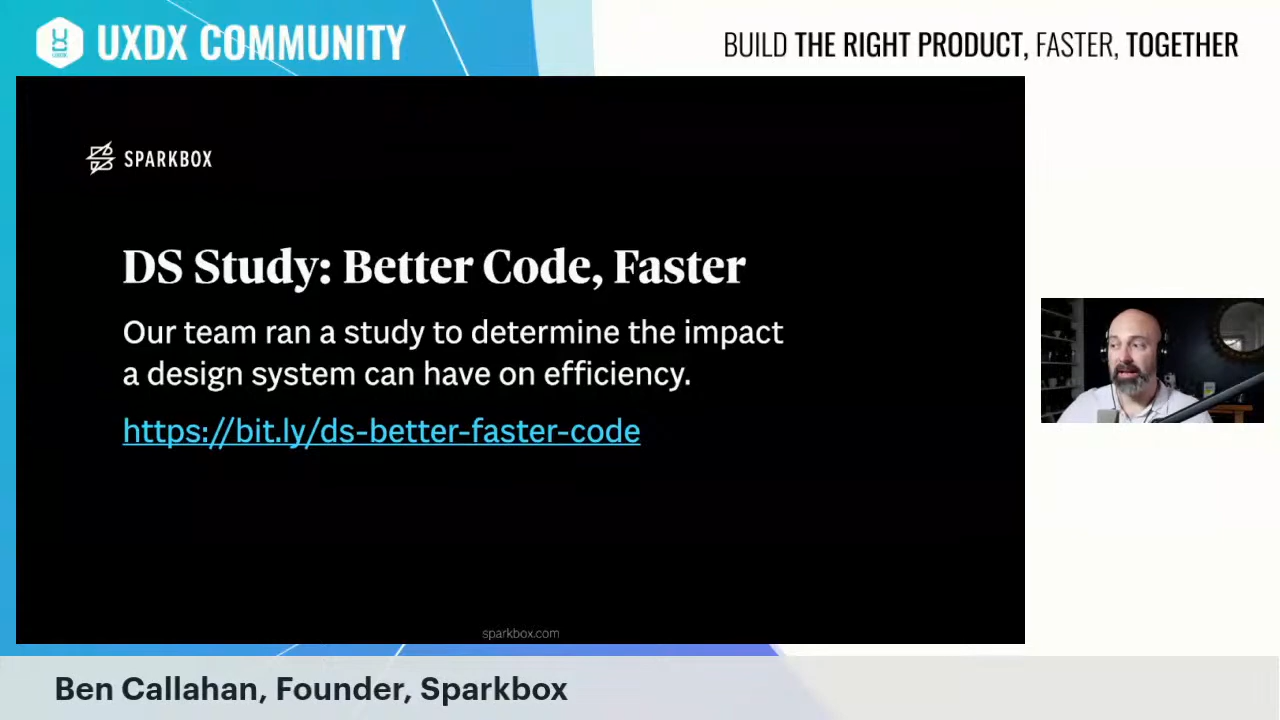 UXDX COMMUNITY
BUILD THE RIGHT PRODUCT, FASTER, TOGETHER
SPARKBOX
DS Study: Better Code, Faster
Our team ran a study to determine the impact
a design system can have on efficiency.
https://bit.ly/ds-better-faster-code
sparkbox.com
Ben Callahan, Founder, Sparkbox